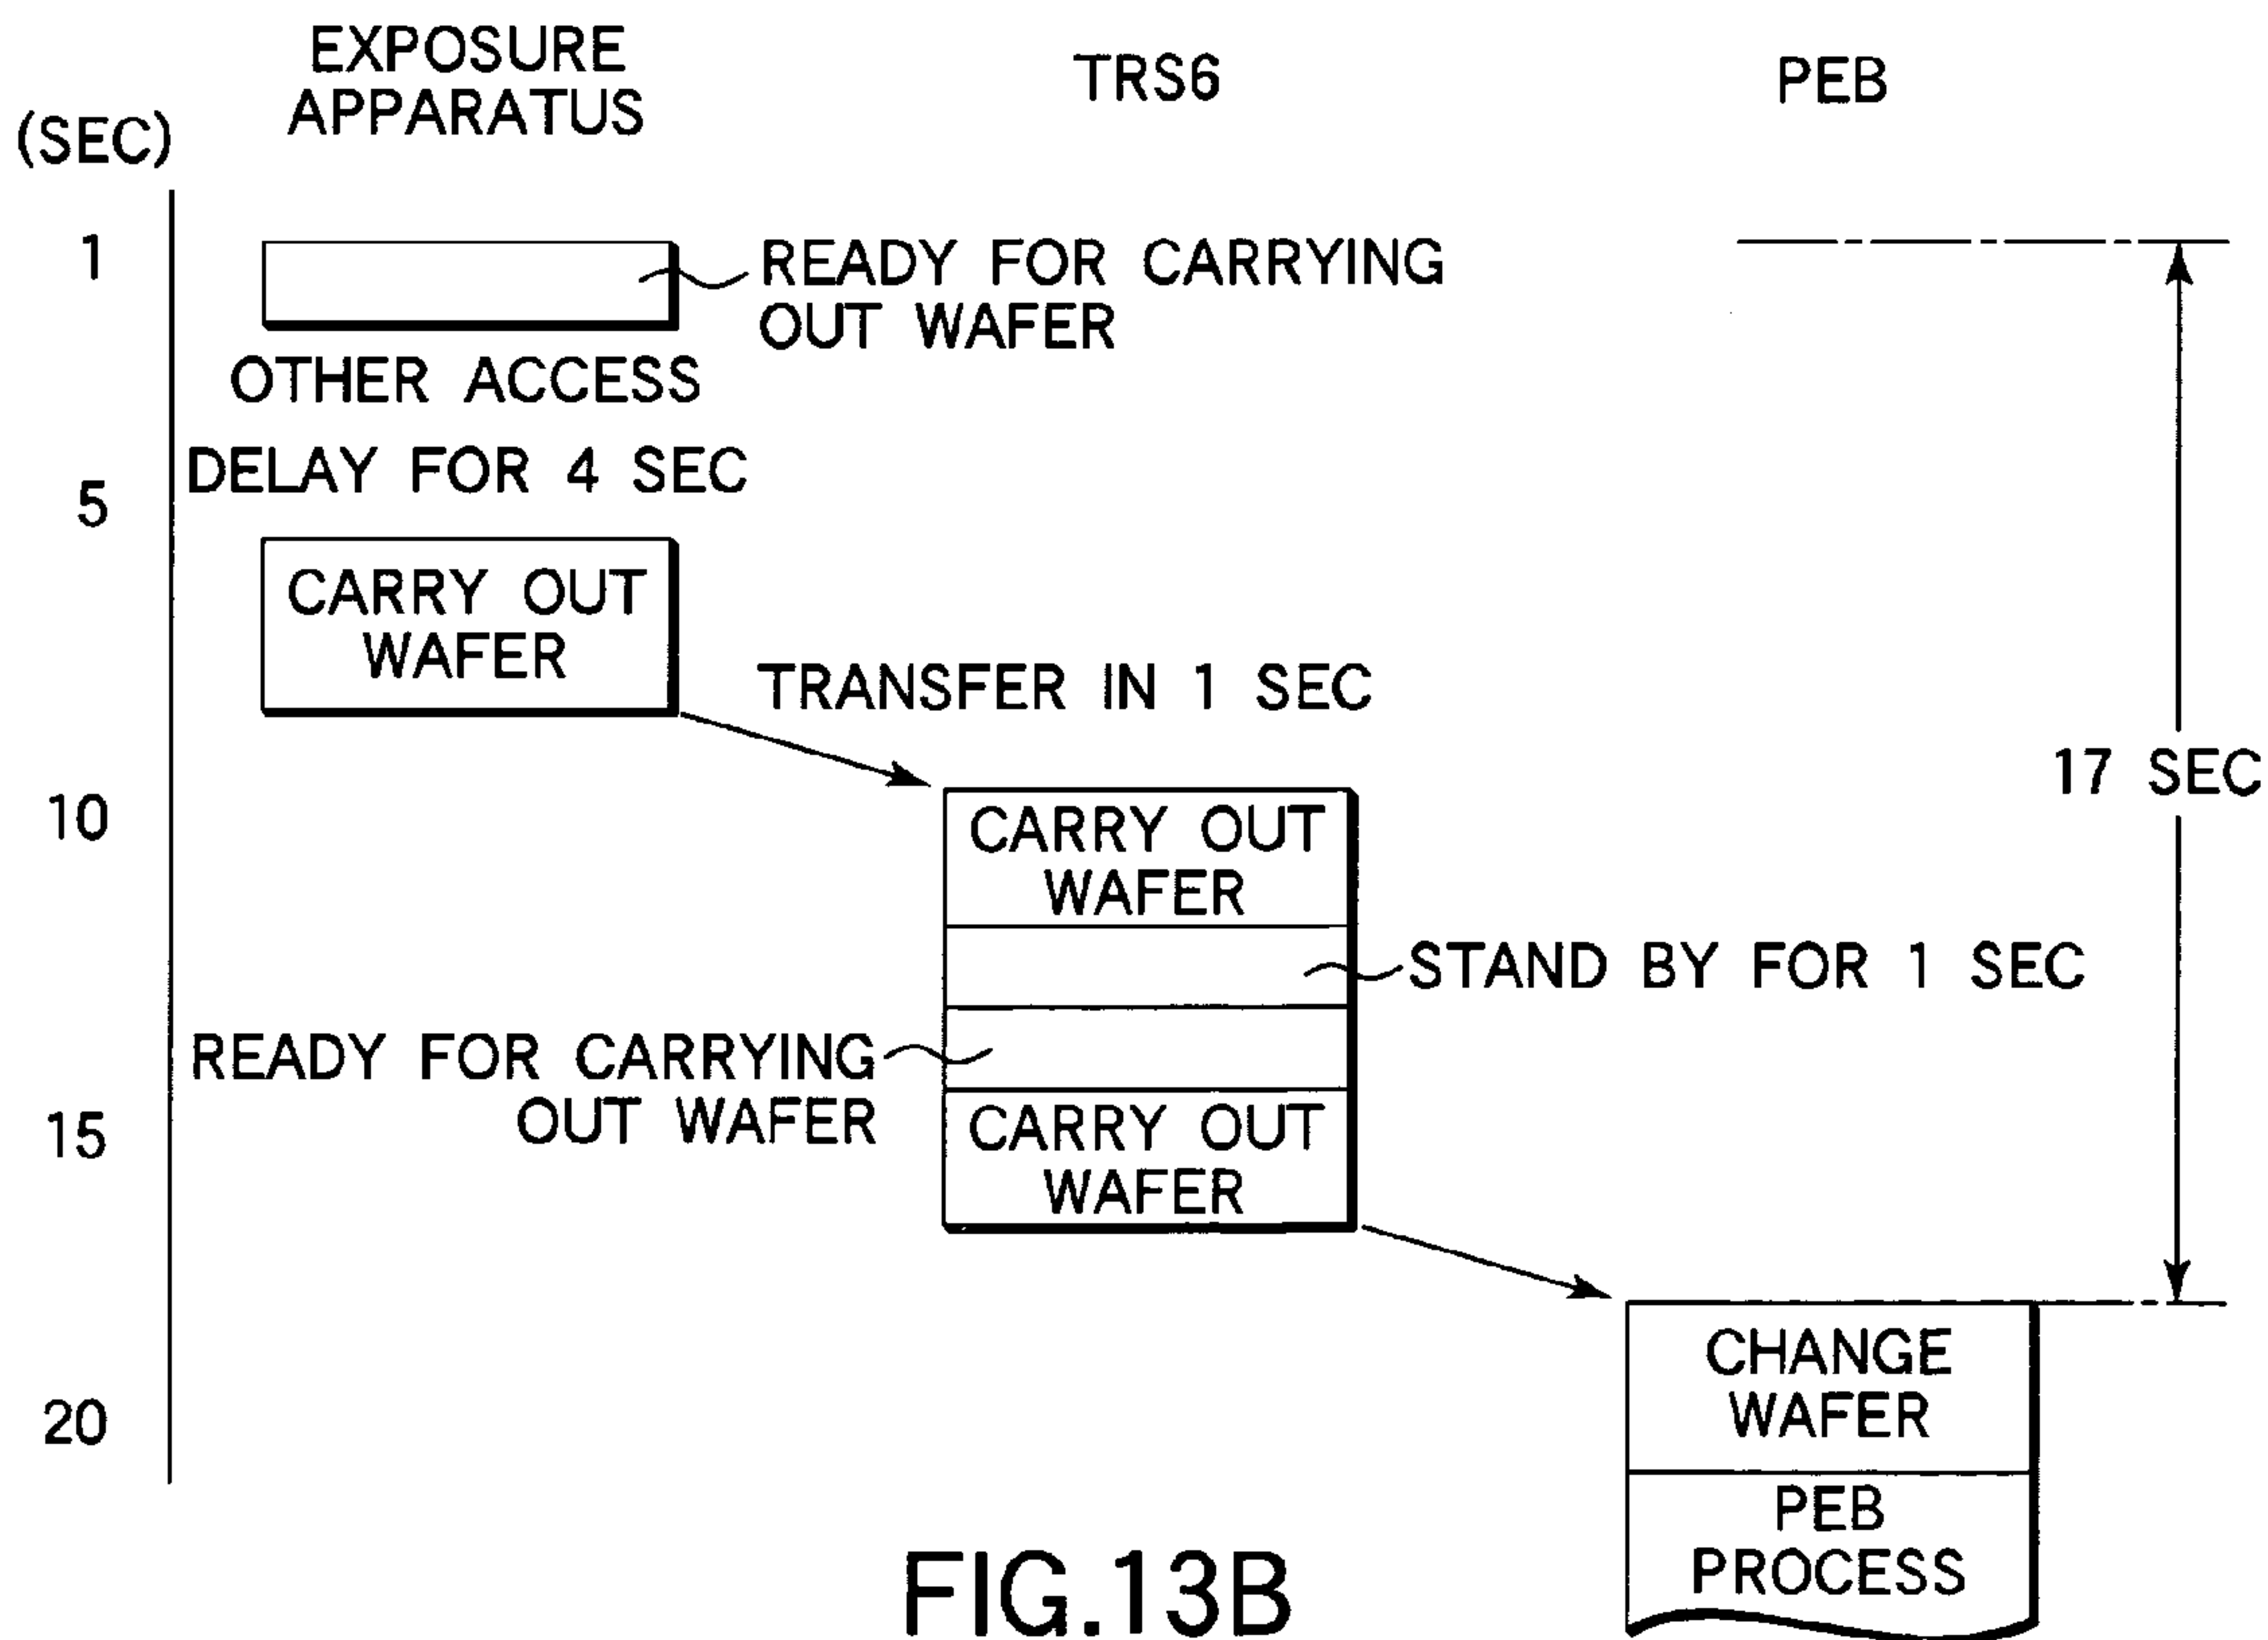 EXPOSURE
APPARATUS
TRS6
PEB
(SEC)
1
READY FOR CARRYING
OUT WAFER
OTHER ACCESS
DELAY FOR 4 SEC
5
CARRY OUT
WAFER
TRANSFER IN 1 SEC
17 SEC
10
CARRY OUT
WAFER
STAND BY FOR 1 SEC
READY FOR CARRYING
OUT WAFER
15
CARRY OUT
WAFER
CHANGE
WAFER
20
PEB
PROCESS
FIG.13B